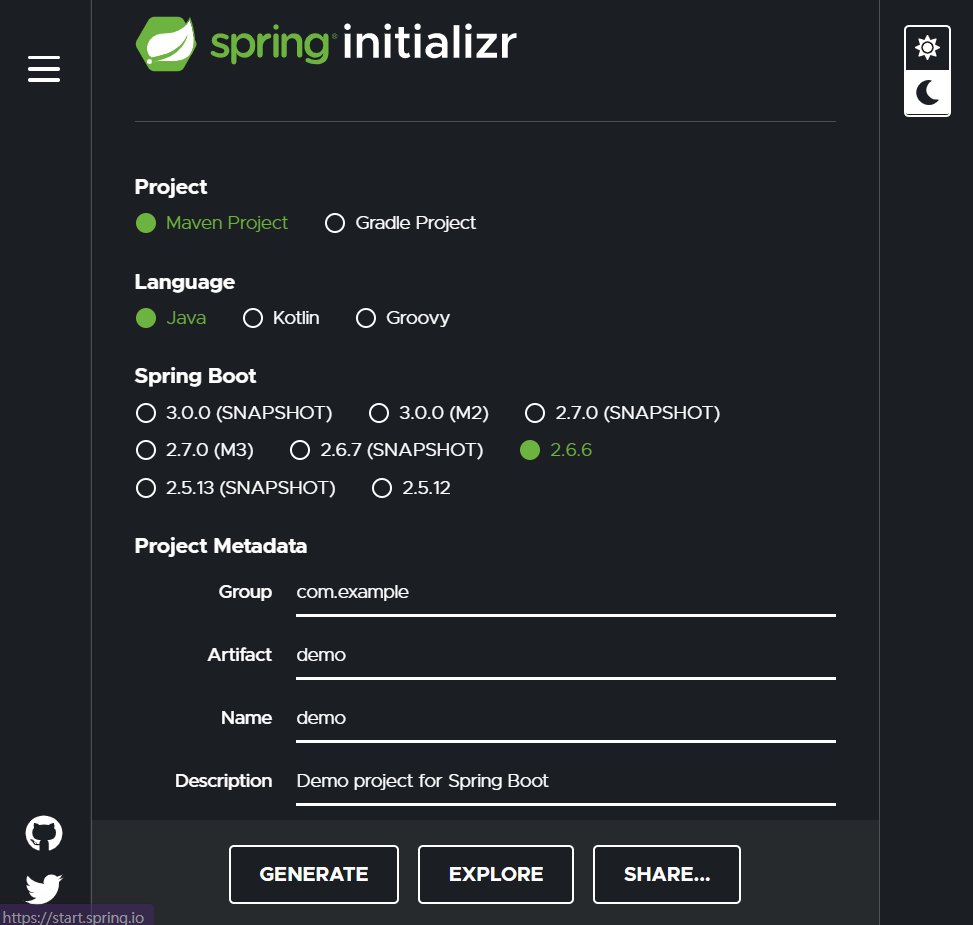 spring initializr
Project
Maven Project Gradle Project
Language
Java Kotlin Groovy
Spring Boot
3.0.0 (SNAPSHOT) 3.0.0 (M2) 2.7.0 (SNAPSHOT)
2.7.0 (M3) 2.6.7 (SNAPSHOT) 2.6.6
2.5.13 (SNAPSHOT) 2.5.12
Project Metadata
Group com.example
Artifact demo
Name demo
Description Demo project for Spring Boot
GENERATE EXPLORE SHARE...
https://start.spring.io